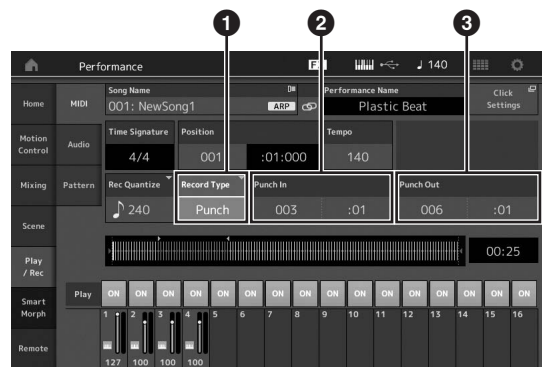 1 2 3
Performance FX 140
Song Name Performance Name
001: NewSong1 ARP Plastic Beat Click Settings
Home MIDI
Time Signature Position Tempo
Motion Control Audio
4/4 001 :01:000 140
Mixing Pattern Rec Quantize Record Type Punch In Punch Out
240 Punch 003 :01 006 :01
Scene
Play / Rec 00:25
Play ON ON ON ON ON ON ON ON ON ON ON ON ON ON ON ON
Smart Morph 1 2 3 4 5 6 7 8 9 10 11 12 13 14 15 16
Remote
127 100 100 100